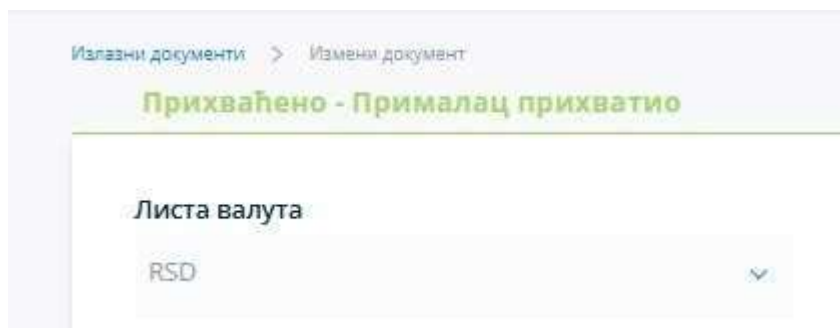 Излазни документи > Измени документ
Прихваћено - Прималац прихватио
Листа валута
RSD